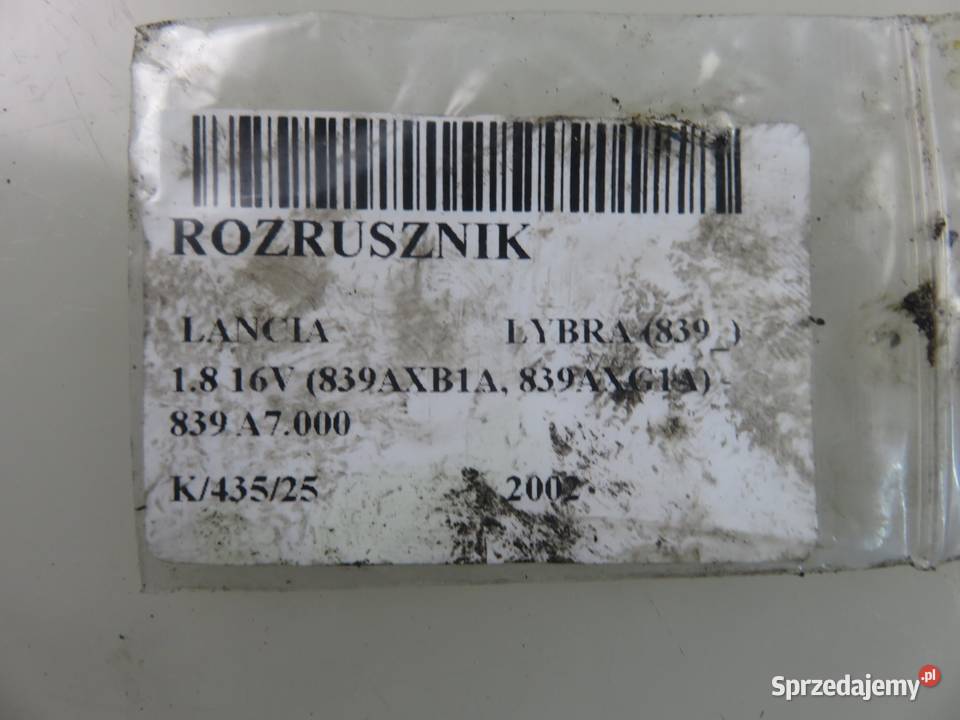 ROZRUSZNIK
LANCIA LYBRA (839_)
1.8 16V (839AXB1A, 839AXG1A) -
839 A7.000
K/435/25 2002
Sprzedajemy.pl